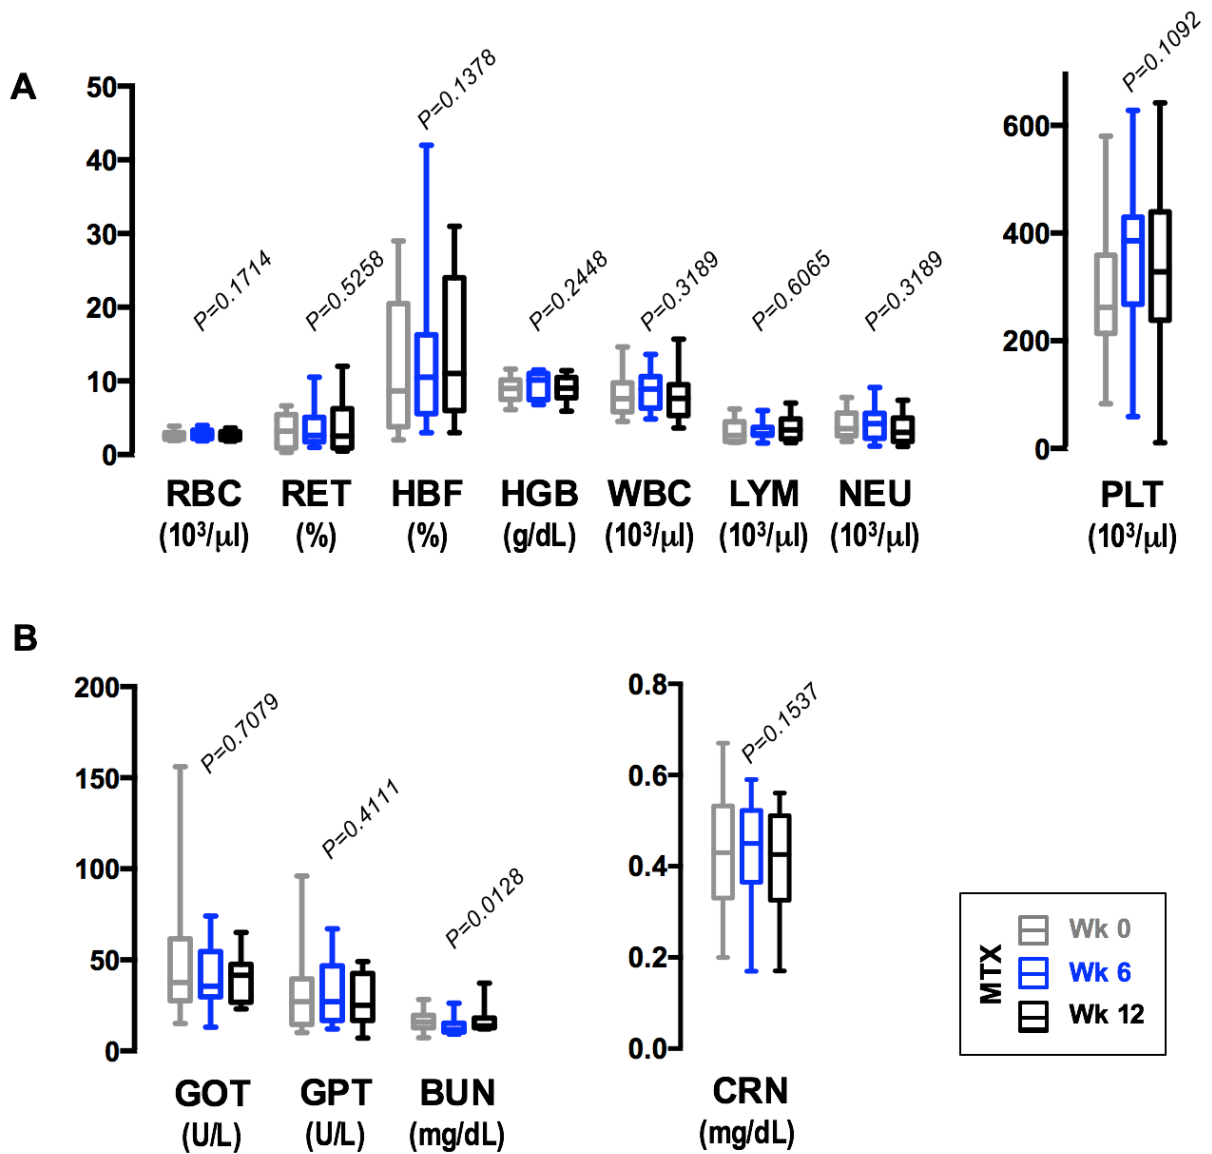 A
50
40
30
20
10
0
P=0.1714
P=0.5258
P=0.1378
P=0.2448
P=0.3189
P=0.6065
P=0.3189
RBC RET HBF HGB WBC LYM NEU
(10³/µl) (%) (%) (g/dL) (10³/µl) (10³/µl) (10³/µl)
600
400
200
0
P=0.1092
PLT
(10³/µl)
B
200
150
100
50
0
P=0.7079
P=0.4111
P=0.0128
GOT GPT BUN
(U/L) (U/L) (mg/dL)
0.8
0.6
0.4
0.2
0.0
P=0.1537
CRN
(mg/dL)
MTX
Wk 0
Wk 6
Wk 12